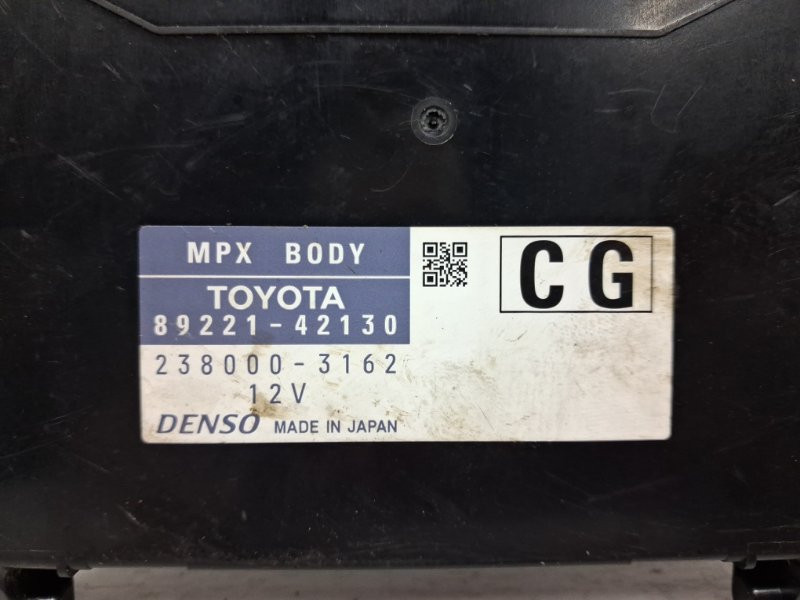 MPX BODY
CG
TOYOTA
89221-42130
238000-3162
12V
DENSO MADE IN JAPAN